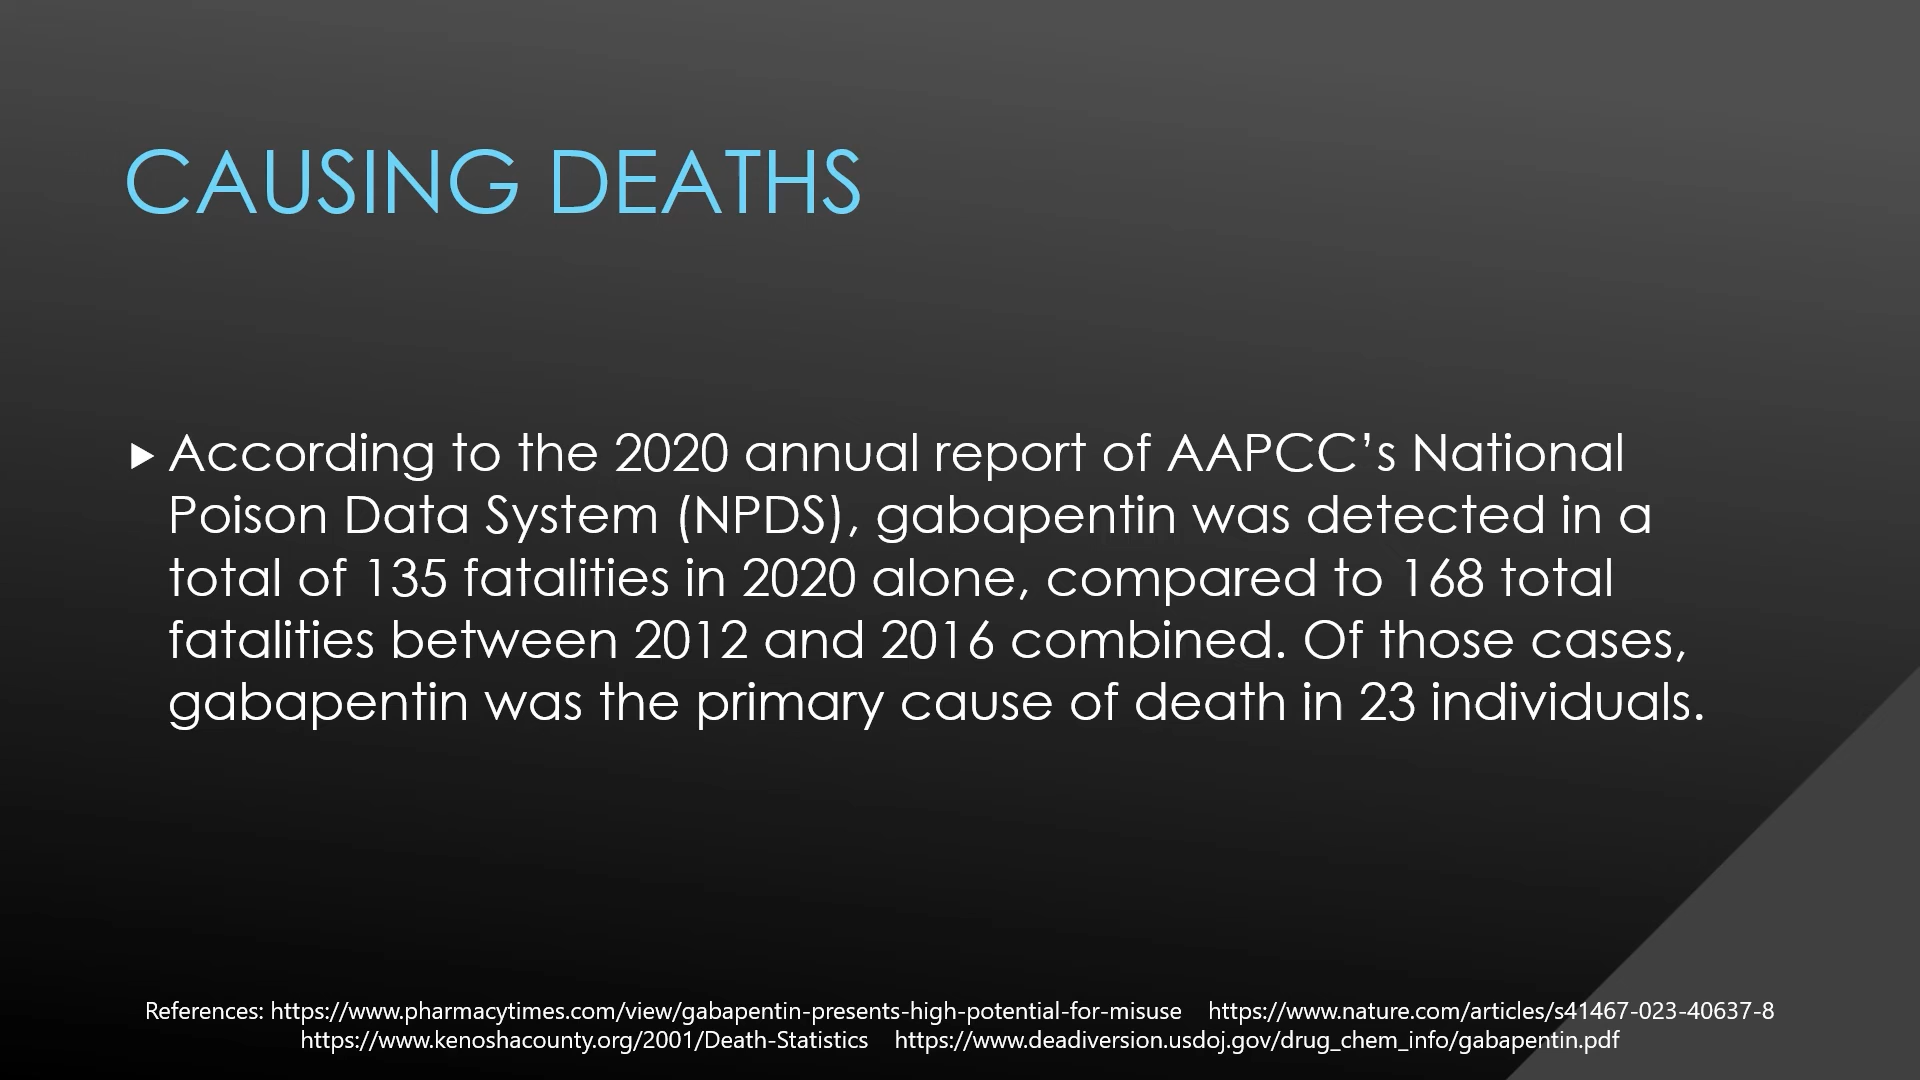 CAUSING DEATHS
According to the 2020 annual report of AAPCC’s National
Poison Data System (NPDS), gabapentin was detected in a
total of 135 fatalities in 2020 alone, compared to 168 total
fatalities between 2012 and 2016 combined. Of those cases,
gabapentin was the primary cause of death in 23 individuals.
References: https://www.pharmacytimes.com/view/gabapentin-presents-high-potential-for-misuse https://www.nature.com/articles/s41467-023-40637-8
https://www.kenoshacounty.org/2001/Death-Statistics https://www.deadiversion.usdoj.gov/drug_chem_info/gabapentin.pdf